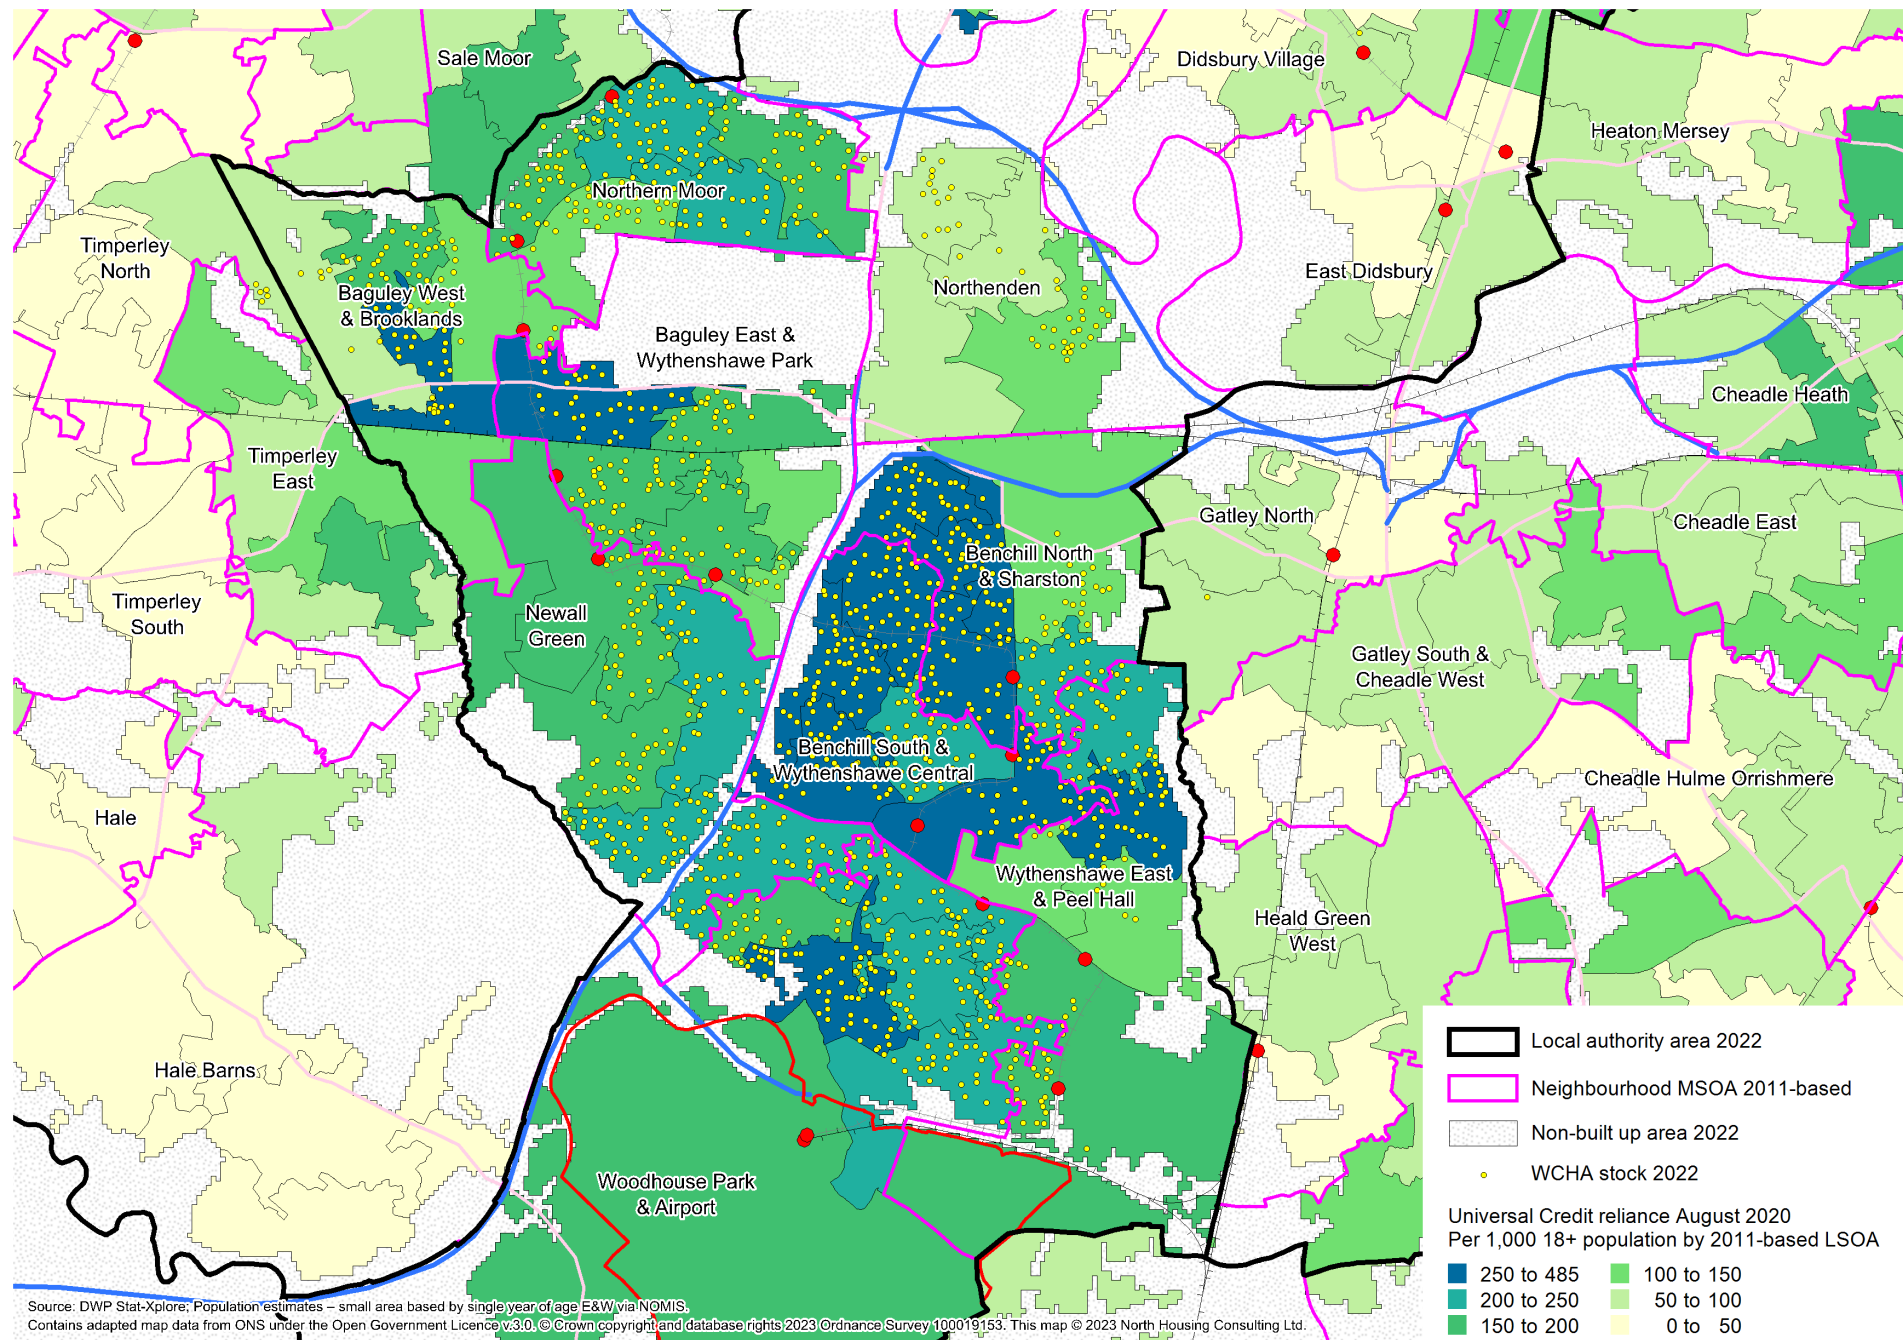 Sale Moor
Didsbury Village
Heaton Mersey
Northern Moor
Timperley
North
East Didsbury
Baguley West
& Brooklands
Northenden
Baguley East &
Wythenshawe Park
Cheadle Heath
Timperley
East
Gatley North
Cheadle East
Benchill North
& Sharston
Timperley
South
Newall
Green
Gatley South &
Cheadle West
Benchill South &
Wythenshawe Central
Cheadle Hulme Orrishmere
Hale
Wythenshawe East
& Peel Hall
Heald Green
West
Hale Barns
Woodhouse Park
& Airport
Local authority area 2022
Neighbourhood MSOA 2011-based
Non-built up area 2022
WCHA stock 2022
Universal Credit reliance August 2020
Per 1,000 18+ population by 2011-based LSOA
250 to 485
200 to 250
150 to 200
100 to 150
50 to 100
0 to 50
Source: DWP Stat-Xplore; Population estimates – small area based by single year of age E&W via NOMIS.
Contains adapted map data from ONS under the Open Government Licence v.3.0. © Crown copyright and database rights 2023 Ordnance Survey 100019153. This map © 2023 North Housing Consulting Ltd.